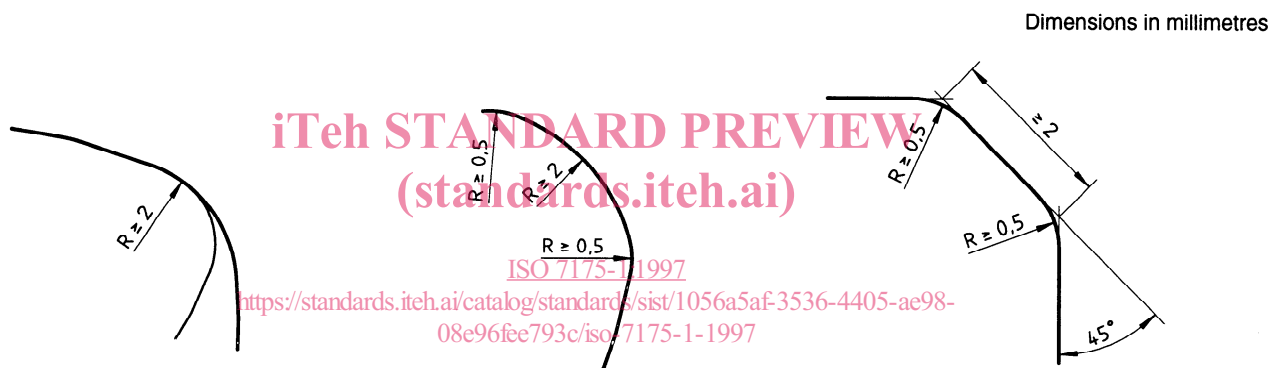 Dimensions in millimetres
iTeh STANDARD PREVIEW
(standards.iteh.ai)
R ≥ 2
R ≥ 0,5
R ≥ 2
R ≥ 0,5
R ≥ 0,5
≥ 2
R ≥ 0,5
45°
ISO 7175-1:1997
https://standards.iteh.ai/catalog/standards/sist/1056a5af-3536-4405-ae98-
08e96fee793c/iso-7175-1-1997